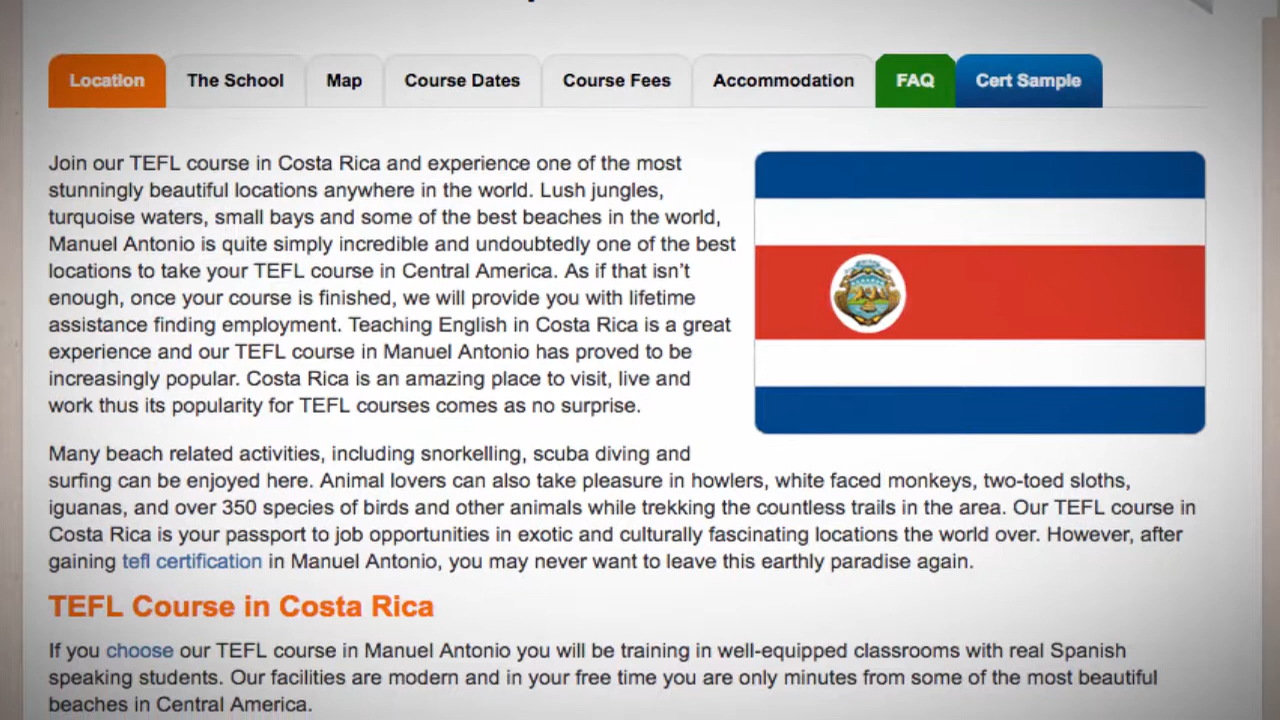 Location The School Map Course Dates Course Fees Accommodation FAQ Cert Sample
Join our TEFL course in Costa Rica and experience one of the most
stunningly beautiful locations anywhere in the world. Lush jungles,
turquoise waters, small bays and some of the best beaches in the world,
Manuel Antonio is quite simply incredible and undoubtedly one of the best
locations to take your TEFL course in Central America. As if that isn't
enough, once your course is finished, we will provide you with lifetime
assistance finding employment. Teaching English in Costa Rica is a great
experience and our TEFL course in Manuel Antonio has proved to be
increasingly popular. Costa Rica is an amazing place to visit, live and
work thus its popularity for TEFL courses comes as no surprise.
Many beach related activities, including snorkelling, scuba diving and
surfing can be enjoyed here. Animal lovers can also take pleasure in howlers, white faced monkeys, two-toed sloths,
iguanas, and over 350 species of birds and other animals while trekking the countless trails in the area. Our TEFL course in
Costa Rica is your passport to job opportunities in exotic and culturally fascinating locations the world over. However, after
gaining tefl certification in Manuel Antonio, you may never want to leave this earthly paradise again.
TEFL Course in Costa Rica
If you choose our TEFL course in Manuel Antonio you will be training in well-equipped classrooms with real Spanish
speaking students. Our facilities are modern and in your free time you are only minutes from some of the most beautiful
beaches in Central America.